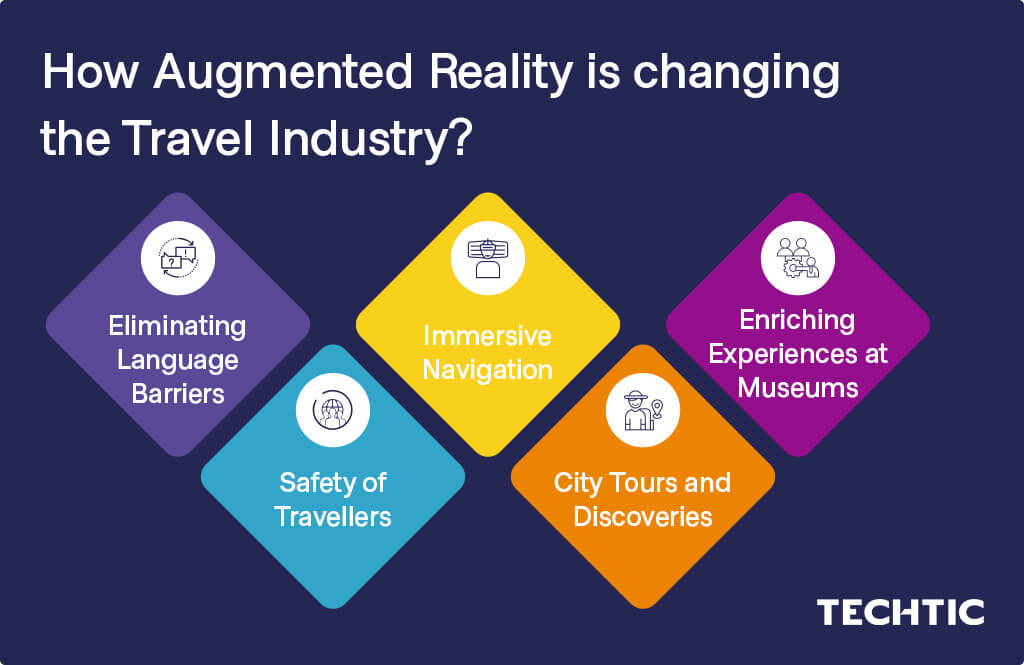 How Augmented Reality is changing
the Travel Industry?
Eliminating
Language
Barriers
Safety of
Travellers
Immersive
Navigation
City Tours and
Discoveries
Enriching
Experiences at
Museums
TECHTIC